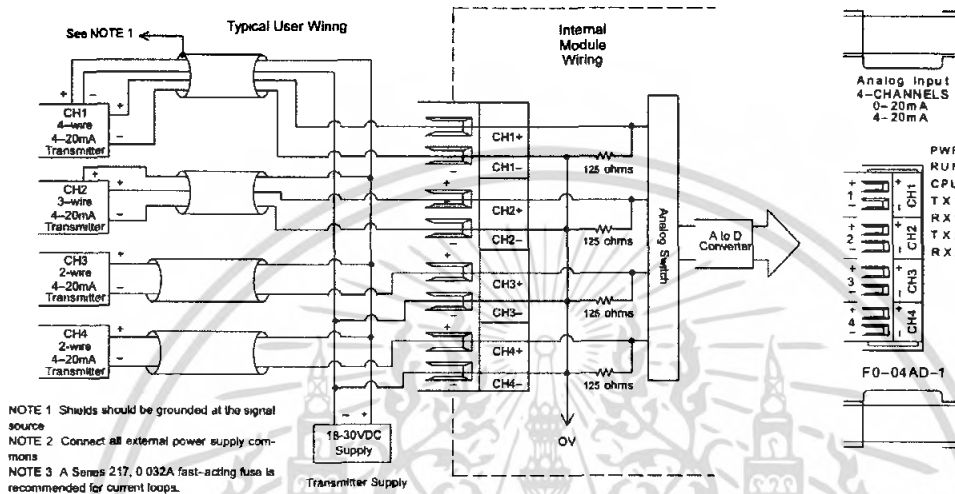 See NOTE 1
Typical User Wiring
Internal
Module
Wiring
Analog Input
4-CHANNELS
0-20mA
4-20mA
+ - +
CH1
4-wire
4-20mA
Transmitter
-
+
CH2
3-wire
4-20mA
Transmitter
-
+
CH3
2-wire
4-20mA
Transmitter
-
+
CH4
2-wire
4-20mA
Transmitter
-
+
CH1+
-
CH1-
125 ohms
+
CH2+
-
CH2-
125 ohms
+
CH3+
-
CH3-
125 ohms
+
CH4+
-
CH4-
125 ohms
Analog Switch
A to D
Converter
0V
- +
18-30VDC
Supply
Transmitter Supply
PWR
RUN
CPU
TX
RX
TX
RX
1 + - + - CH1
2 + - + - CH2
3 + - + - CH3
4 + - + - CH4
F0-04AD-1
NOTE 1 Shields should be grounded at the signal
source
NOTE 2 Connect all external power supply com-
mons
NOTE 3 A Series 217, 0 032A fast-acting fuse is
recommended for current loops.